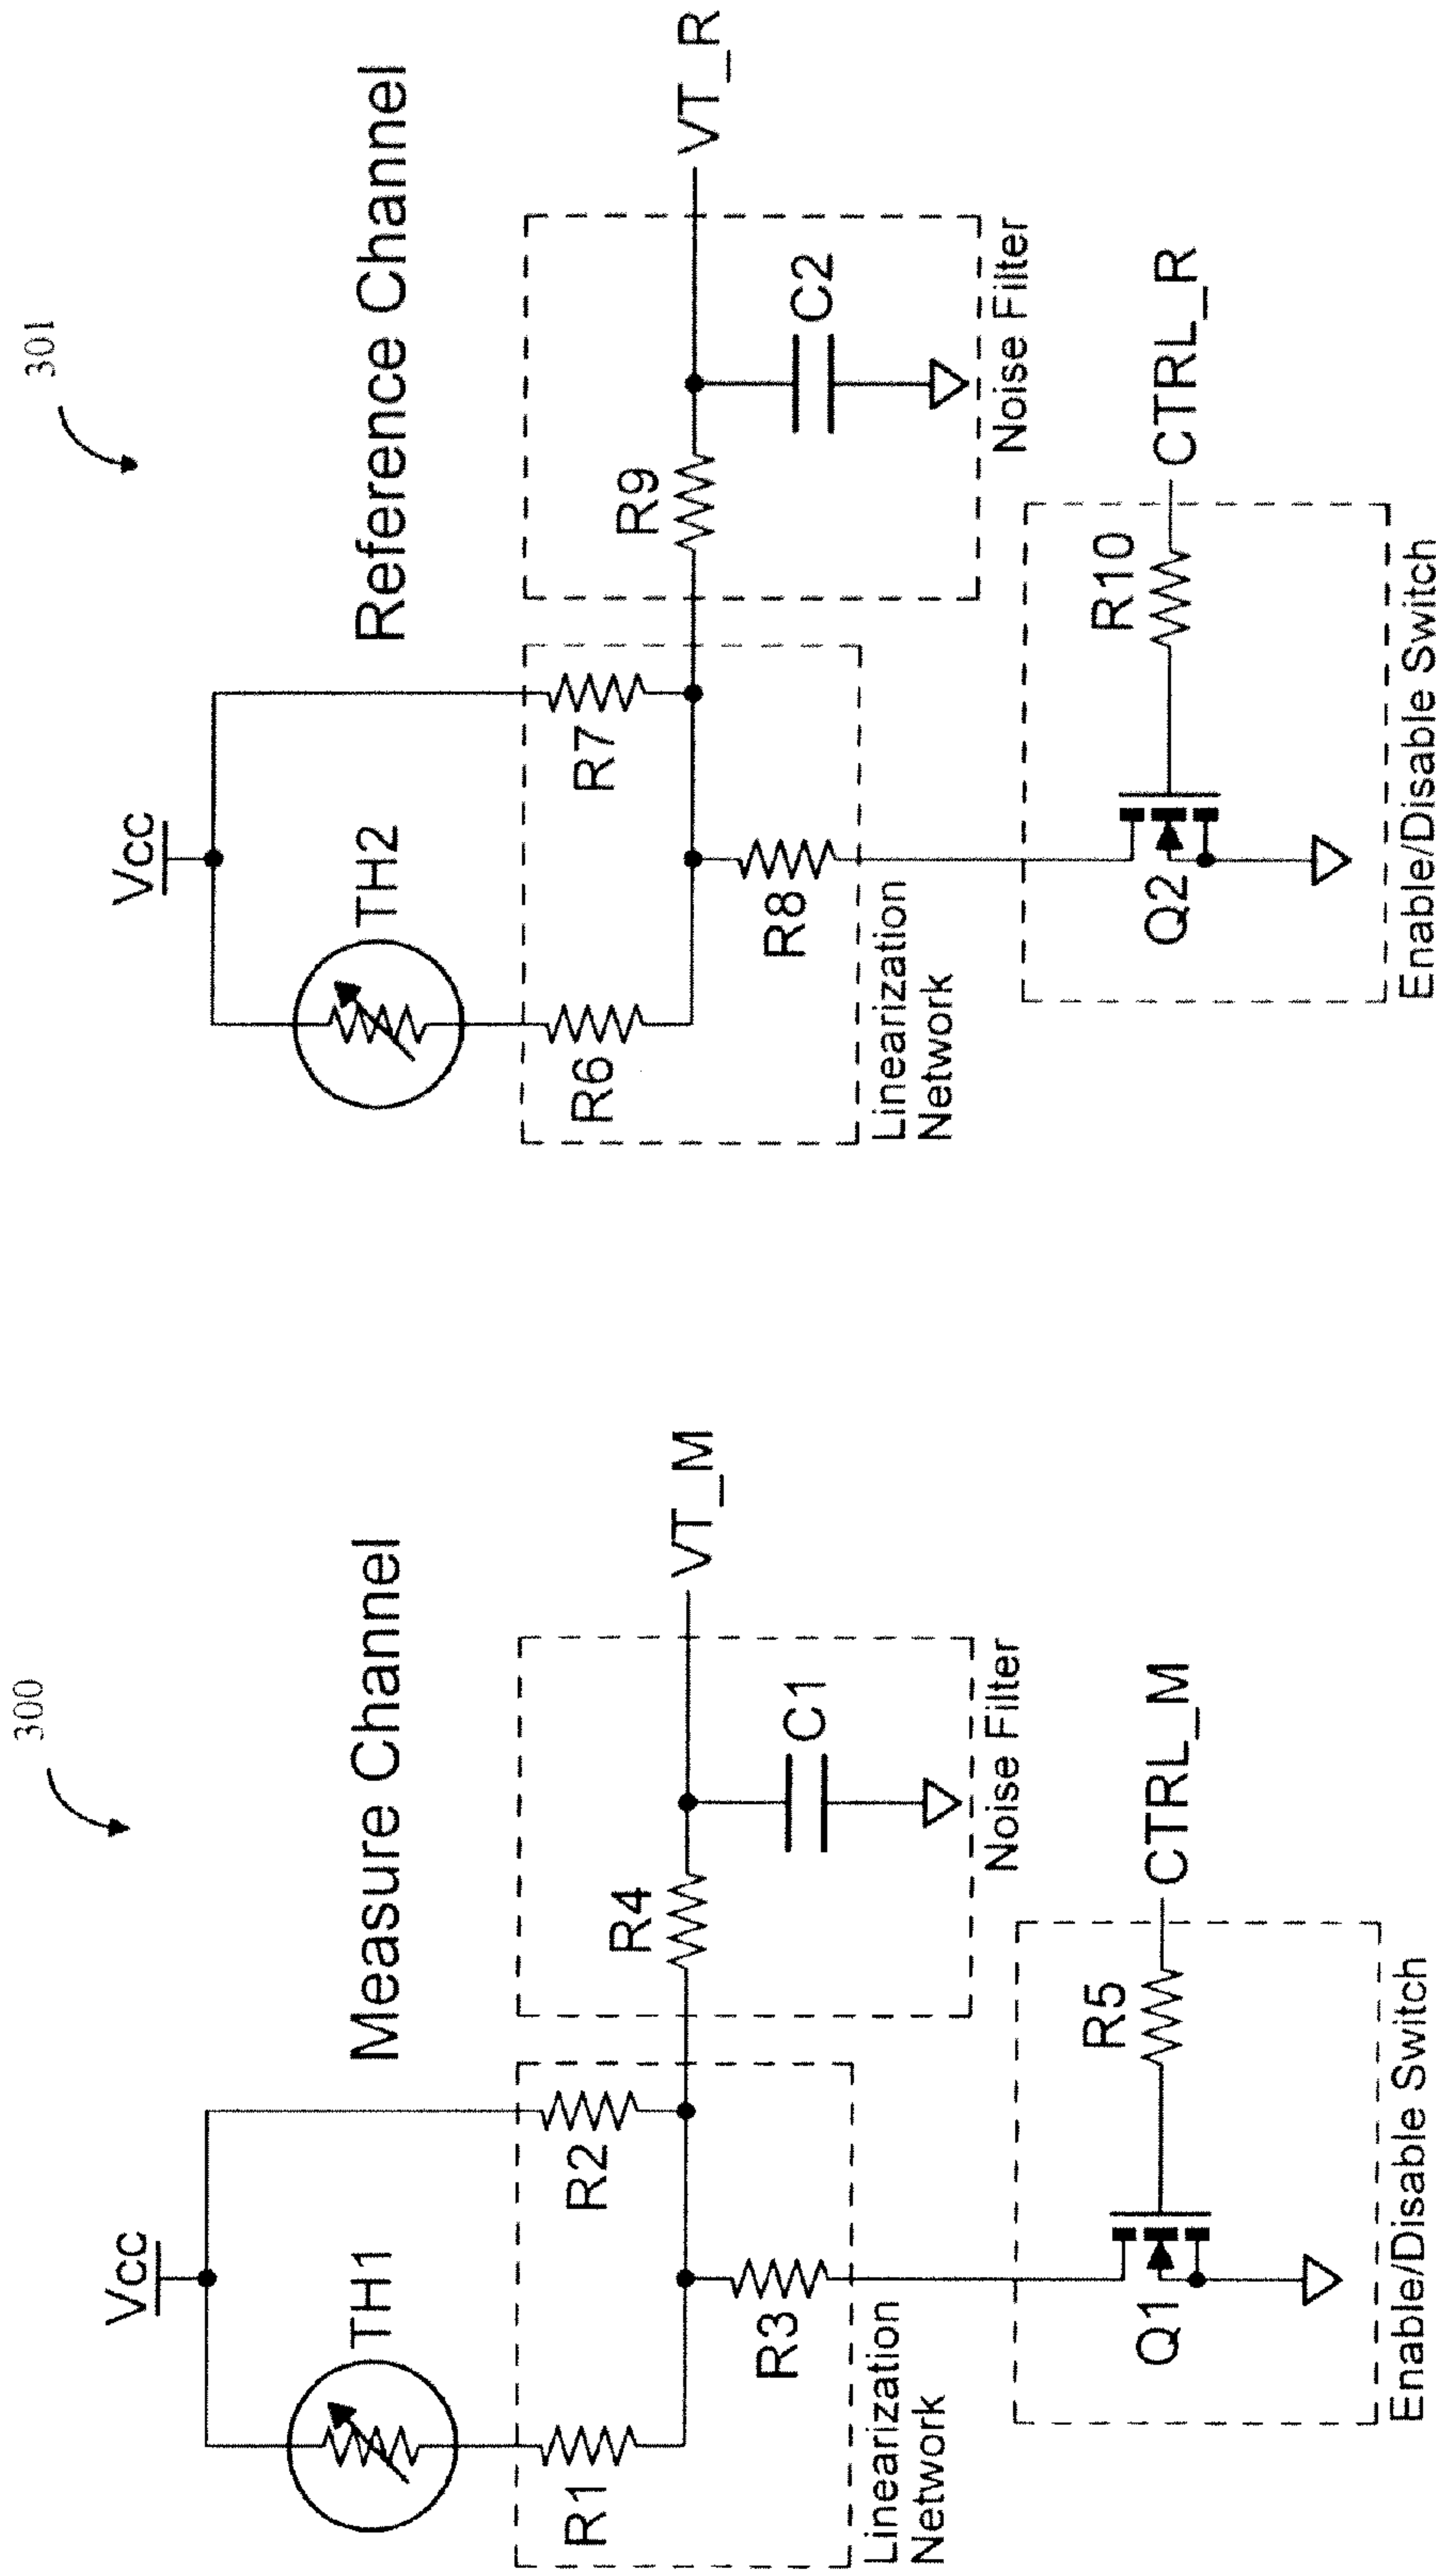 300
Measure Channel
Vcc
TH1
R1
R2
R3
Linearization
Network
R4
C1
VT_M
Noise Filter
R5
CTRL_M
Q1
Enable/Disable Switch
301
Reference Channel
Vcc
TH2
R6
R7
R8
Linearization
Network
R9
C2
VT_R
Noise Filter
R10
CTRL_R
Q2
Enable/Disable Switch